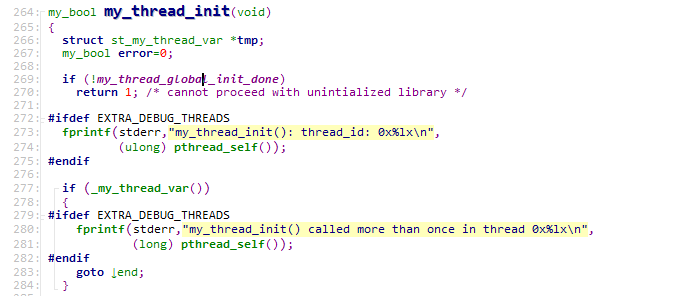 264: my_bool my_thread_init(void)
265: {
266: struct st_my_thread_var *tmp;
267: my_bool error=0;
268:
269: if (!my_thread_global_init_done)
270: return 1; /* cannot proceed with unintialized library */
271:
272: #ifdef EXTRA_DEBUG_THREADS
273: fprintf(stderr,"my_thread_init(): thread_id: 0x%lx\n",
274: (ulong) pthread_self());
275: #endif
276:
277: if (_my_thread_var())
278: {
279: #ifdef EXTRA_DEBUG_THREADS
280: fprintf(stderr,"my_thread_init() called more than once in thread 0x%lx\n",
281: (long) pthread_self());
282: #endif
283: goto ↓end;
284: }